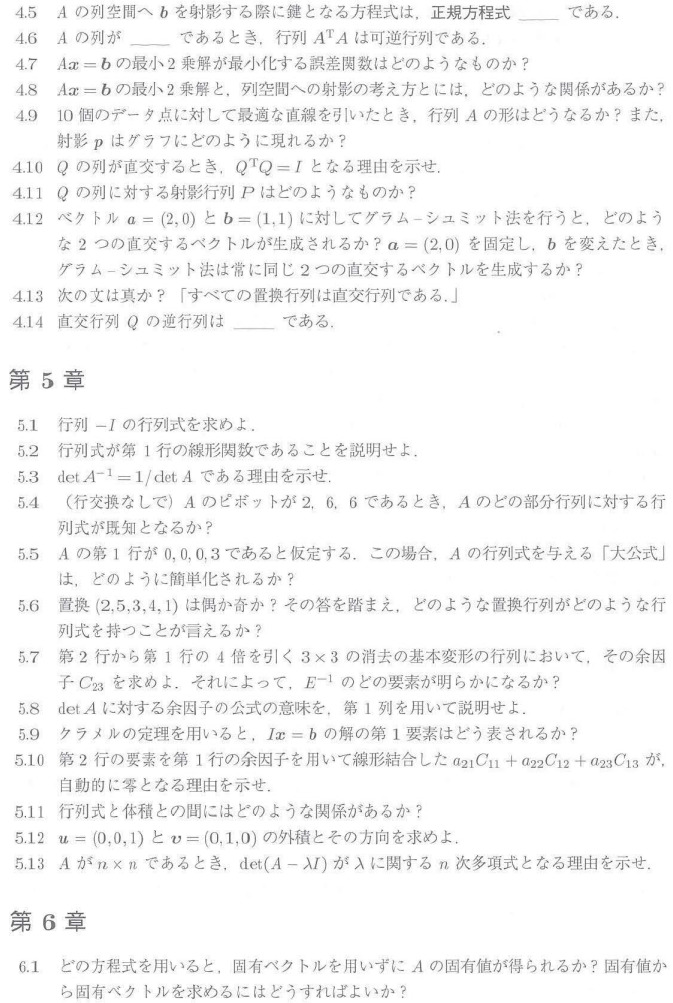 4.5 A の列空間へ b を射影する際に鍵となる方程式は，正規方程式 ____ である．
4.6 A の列が ____ であるとき，行列 AᵀA は可逆行列である．
4.7 Ax = b の最小 2 乗解が最小化する誤差関数はどのようなものか？
4.8 Ax = b の最小 2 乗解と，列空間への射影の考え方とには，どのような関係があるか？
4.9 10 個のデータ点に対して最適な直線を引いたとき，行列 A の形はどうなるか？ また，
射影 p はグラフにどのように現れるか？
4.10 Q の列が直交するとき，QᵀQ = I となる理由を示せ．
4.11 Q の列に対する射影行列 P はどのようなものか？
4.12 ベクトル a = (2,0) と b = (1,1) に対してグラム－シュミット法を行うと，どのよう
な 2 つの直交するベクトルが生成されるか？ a = (2,0) を固定し，b を変えたとき，
グラム－シュミット法は常に同じ 2 つの直交するベクトルを生成するか？
4.13 次の文は真か？「すべての置換行列は直交行列である．」
4.14 直交行列 Q の逆行列は ____ である．
第 5 章
5.1 行列 −I の行列式を求めよ．
5.2 行列式が第 1 行の線形関数であることを説明せよ．
5.3 det A⁻¹ = 1/det A である理由を示せ．
5.4 （行交換なしで）A のピボットが 2，6，6 であるとき，A のどの部分行列に対する行
列式が既知となるか？
5.5 A の第 1 行が 0, 0, 0, 3 であると仮定する．この場合，A の行列式を与える「大公式」
は，どのように簡単化されるか？
5.6 置換 (2,5,3,4,1) は偶か奇か？ その答を踏まえ，どのような置換行列がどのような行
列式を持つことが言えるか？
5.7 第 2 行から第 1 行の 4 倍を引く 3 × 3 の消去の基本変形の行列において，その余因
子 C₂₃ を求めよ．それによって，E⁻¹ のどの要素が明らかになるか？
5.8 det A に対する余因子の公式の意味を，第 1 列を用いて説明せよ．
5.9 クラメルの定理を用いると，Ix = b の解の第 1 要素はどう表されるか？
5.10 第 2 行の要素を第 1 行の余因子を用いて線形結合した a₂₁C₁₁ + a₂₂C₁₂ + a₂₃C₁₃ が，
自動的に零となる理由を示せ．
5.11 行列式と体積との間にはどのような関係があるか？
5.12 u = (0,0,1) と v = (0,1,0) の外積とその方向を求めよ．
5.13 A が n × n であるとき，det(A − λI) が λ に関する n 次多項式となる理由を示せ．
第 6 章
6.1 どの方程式を用いると，固有ベクトルを用いずに A の固有値が得られるか？ 固有値か
ら固有ベクトルを求めるにはどうすればよいか？